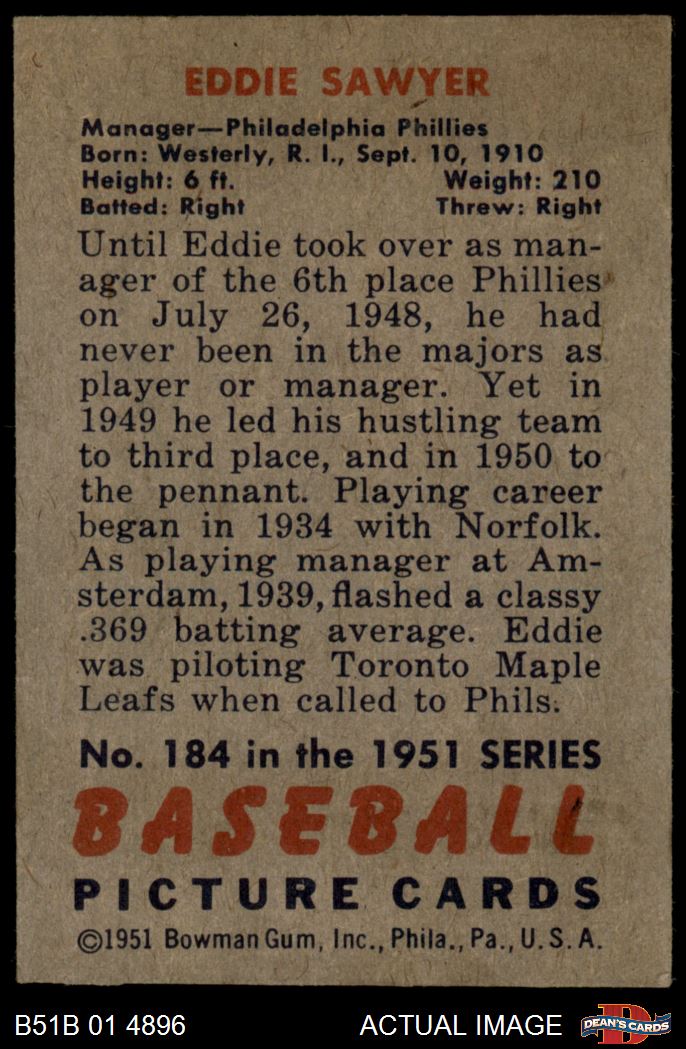 EDDIE SAWYER
Manager—Philadelphia Phillies
Born: Westerly, R. I., Sept. 10, 1910
Height: 6 ft. Weight: 210
Batted: Right Threw: Right
Until Eddie took over as man-
ager of the 6th place Phillies
on July 26, 1948, he had
never been in the majors as
player or manager. Yet in
1949 he led his hustling team
to third place, and in 1950 to
the pennant. Playing career
began in 1934 with Norfolk.
As playing manager at Am-
sterdam, 1939, flashed a classy
.369 batting average. Eddie
was piloting Toronto Maple
Leafs when called to Phils.
No. 184 in the 1951 SERIES
BASEBALL
PICTURE CARDS
©1951 Bowman Gum, Inc., Phila., Pa., U. S. A.
B51B 01 4896 ACTUAL IMAGE D DEAN'S CARDS